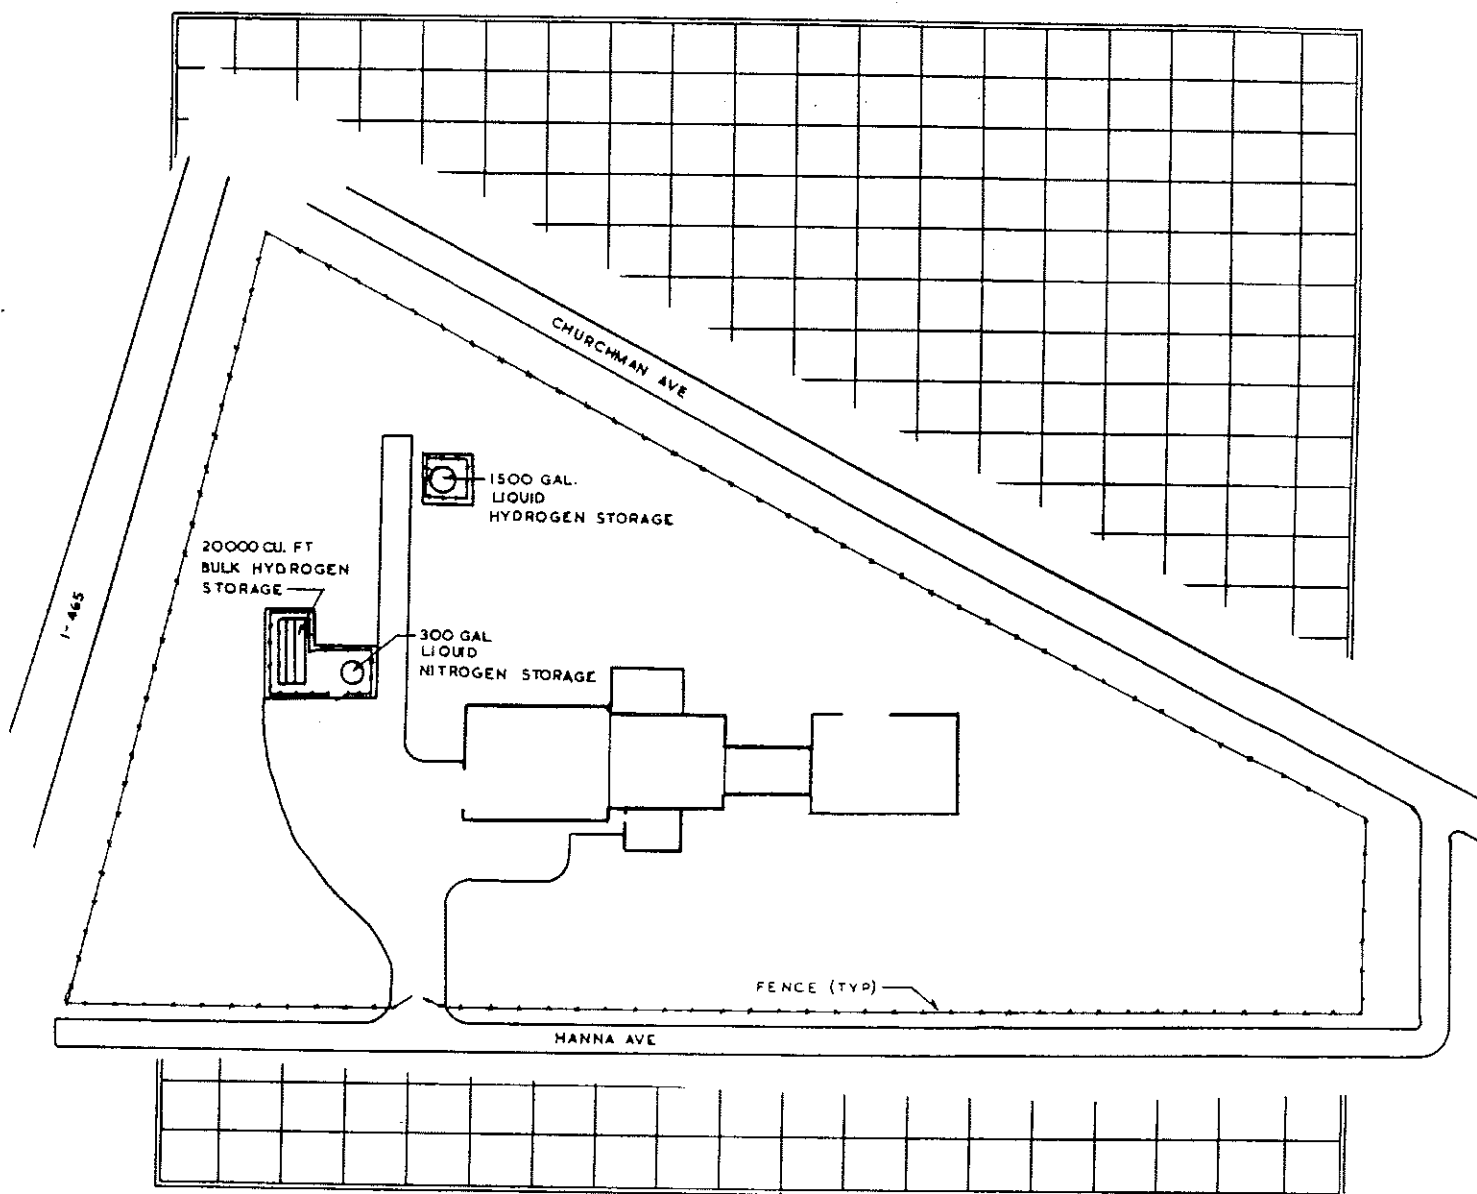 CHURCHMAN AVE
1500 GAL.
LIQUID
HYDROGEN STORAGE
20000 CU. FT
BULK HYDROGEN
STORAGE
I-465
300 GAL
LIQUID
NITROGEN STORAGE
FENCE (TYP)
HANNA AVE